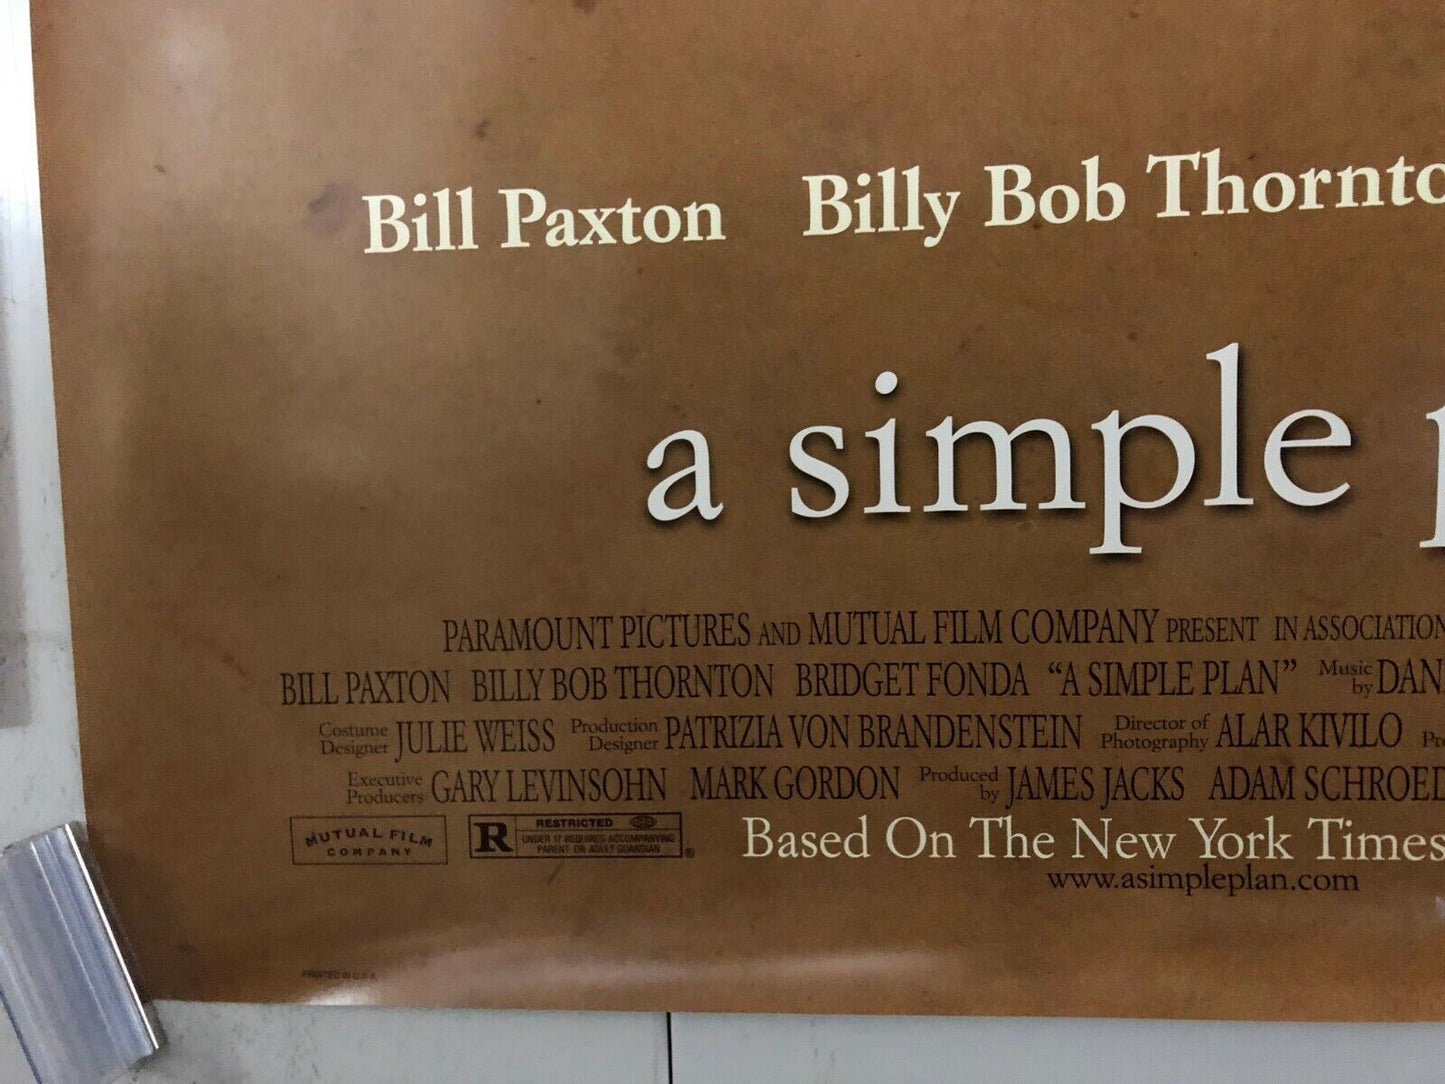 Bill Paxton Billy Bob Thornto
a simple p
PARAMOUNT PICTURES AND MUTUAL FILM COMPANY PRESENT IN ASSOCIATION
BILL PAXTON BILLY BOB THORNTON BRIDGET FONDA "A SIMPLE PLAN" Music by DAN
Costume Designer JULIE WEISS Production Designer PATRIZIA VON BRANDENSTEIN Director of Photography ALAR KIVILO Pr
Executive Producers GARY LEVINSOHN MARK GORDON Produced by JAMES JACKS ADAM SCHROED
MUTUAL FILM
COMPANY
R
RESTRICTED
UNDER 17 REQUIRES ACCOMPANYING
PARENT OR ADULT GUARDIAN
®
Based On The New York Times
www.asimpleplan.com
PRINTED IN U.S.A.